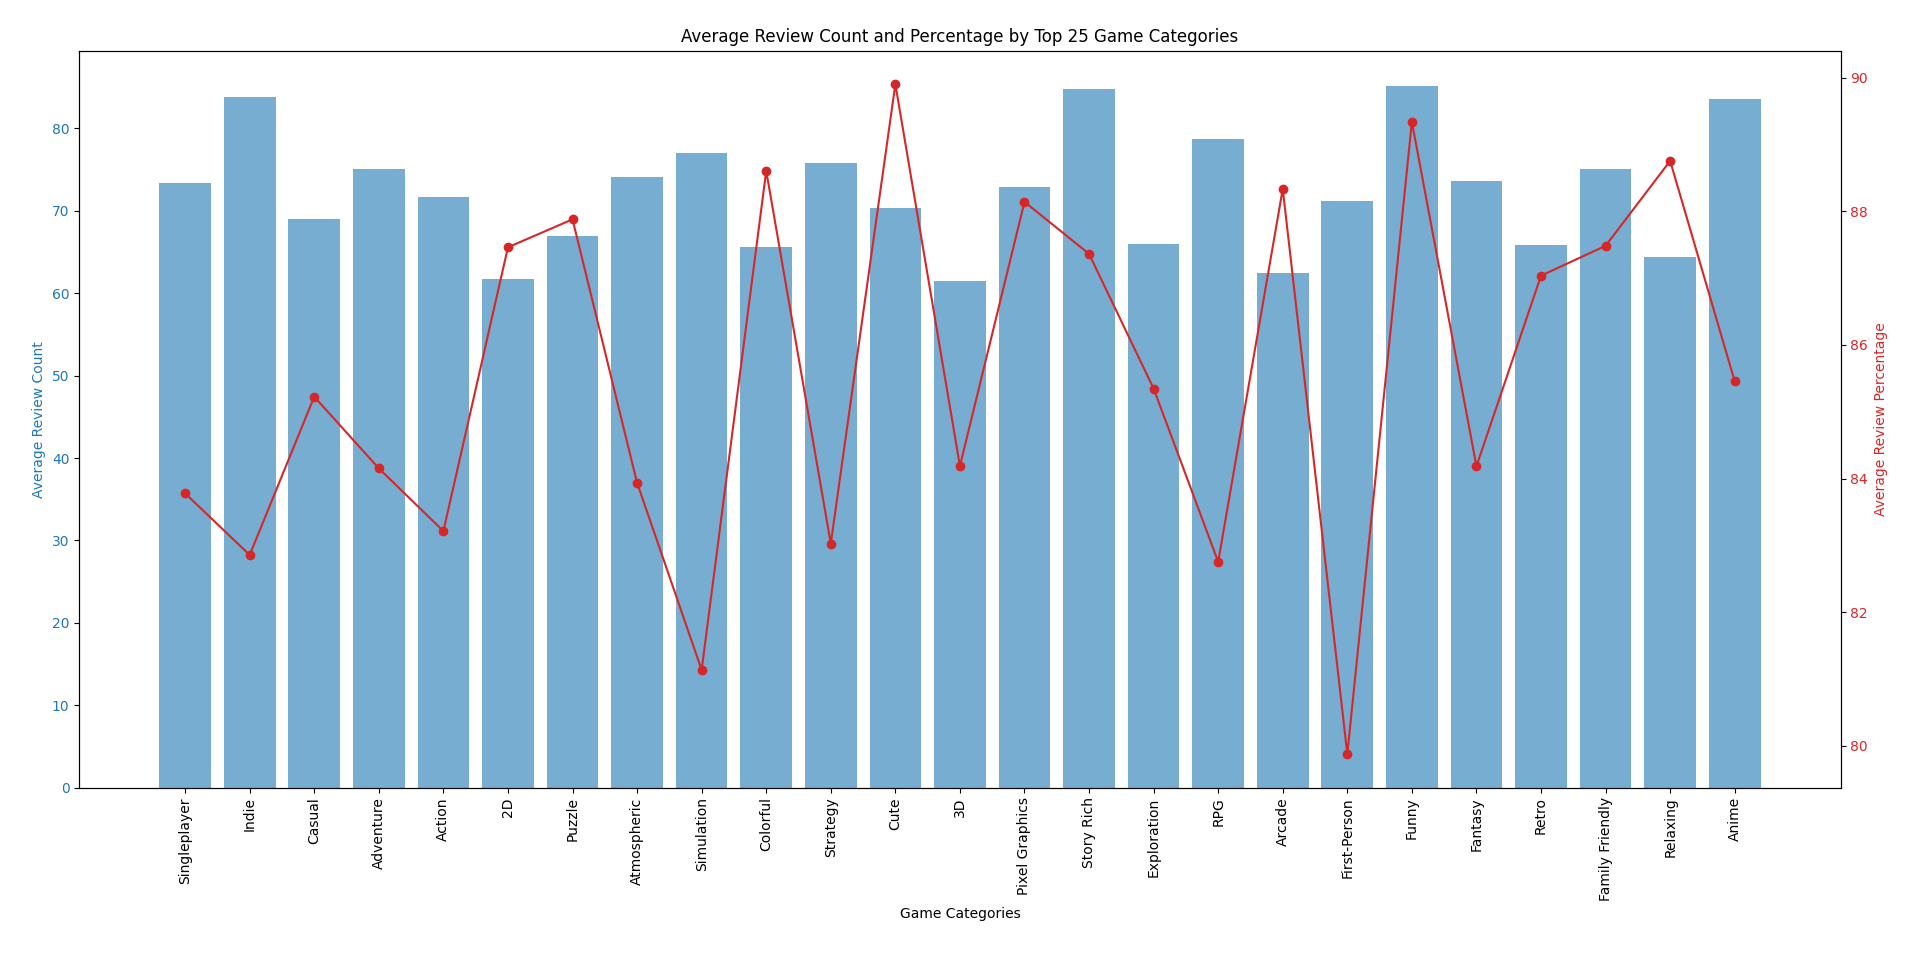 Average Review Count and Percentage by Top 25 Game Categories
Average Review Count
80
70
60
50
40
30
20
10
0
90
88
86
84
82
80
Average Review Percentage
Singleplayer
Indie
Casual
Adventure
Action
2D
Puzzle
Atmospheric
Simulation
Colorful
Strategy
Cute
3D
Pixel Graphics
Story Rich
Exploration
RPG
Arcade
First-Person
Funny
Fantasy
Retro
Family Friendly
Relaxing
Anime
Game Categories